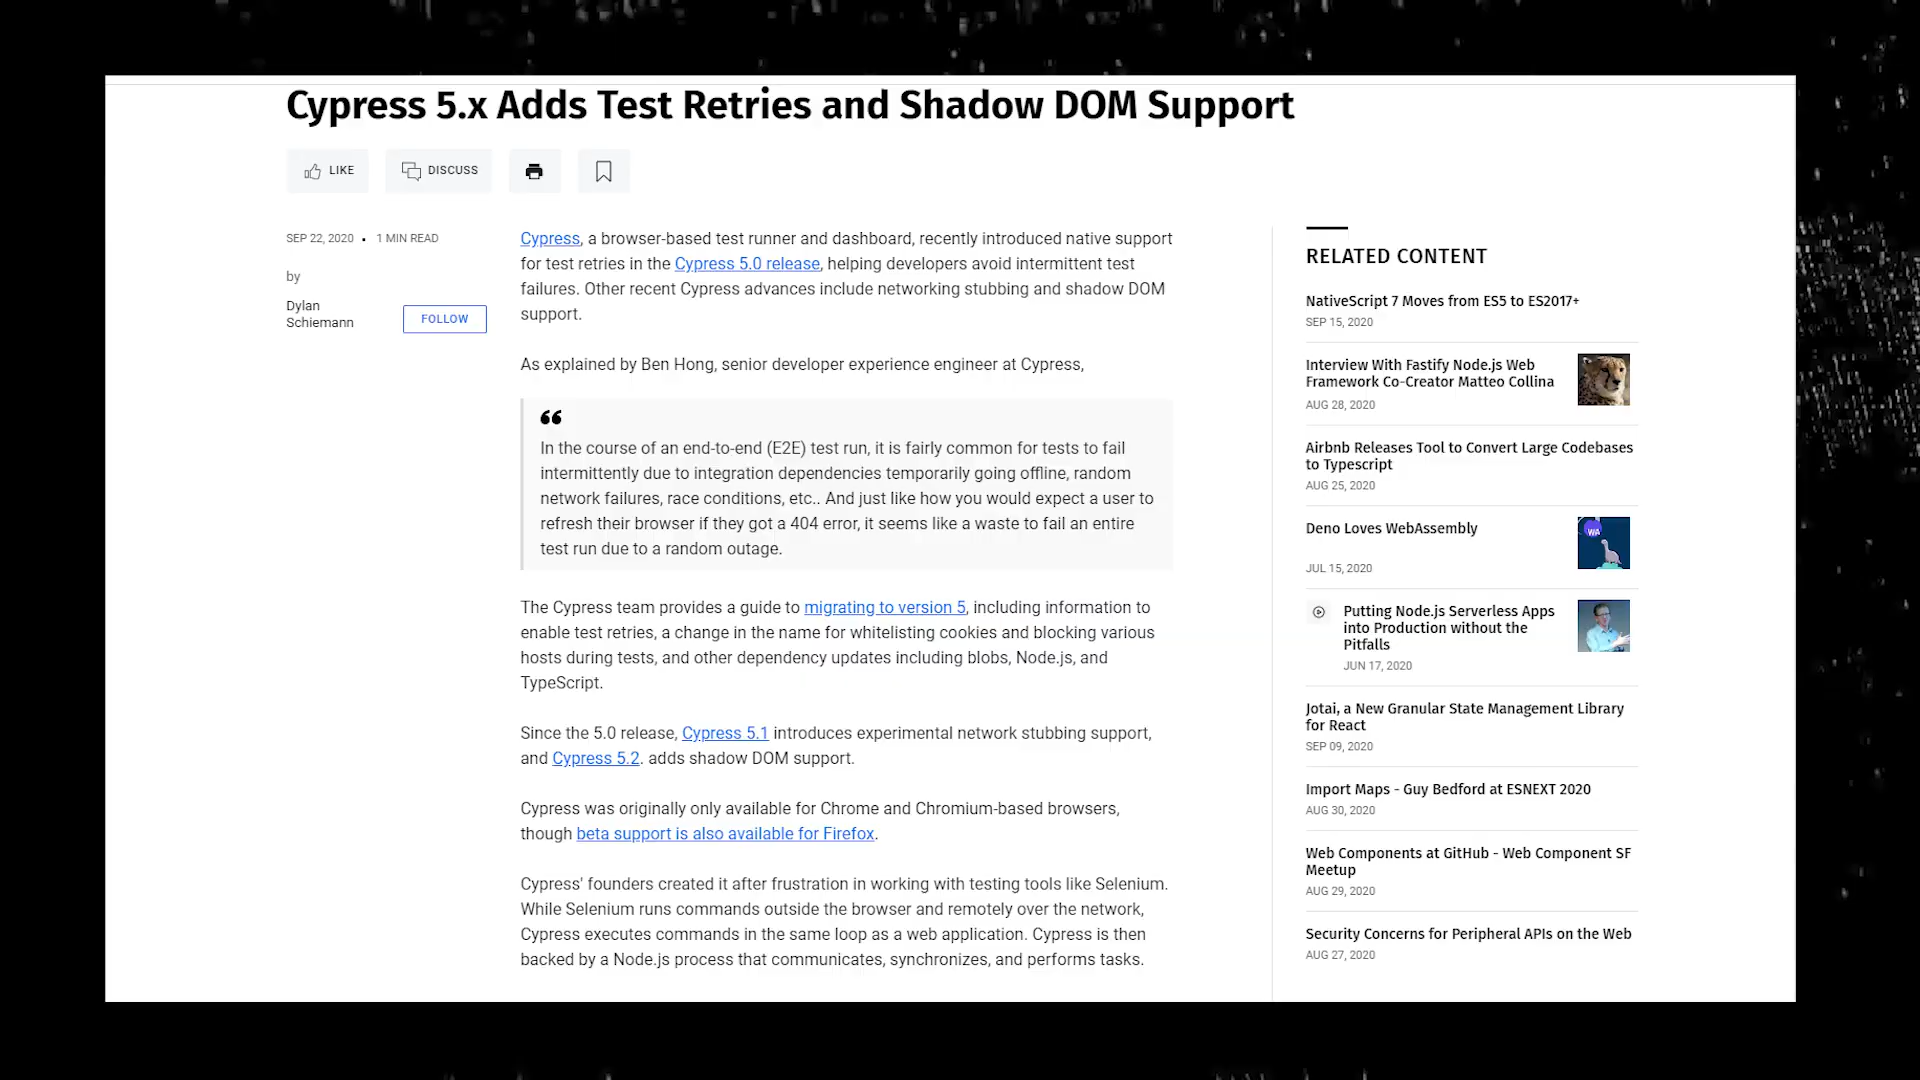 Cypress 5.x Adds Test Retries and Shadow DOM Support
LIKE
DISCUSS
SEP 22, 2020 • 1 MIN READ
by
Dylan
Schiemann
FOLLOW
Cypress, a browser-based test runner and dashboard, recently introduced native support
for test retries in the Cypress 5.0 release, helping developers avoid intermittent test
failures. Other recent Cypress advances include networking stubbing and shadow DOM
support.
As explained by Ben Hong, senior developer experience engineer at Cypress,
“
In the course of an end-to-end (E2E) test run, it is fairly common for tests to fail
intermittently due to integration dependencies temporarily going offline, random
network failures, race conditions, etc.. And just like how you would expect a user to
refresh their browser if they got a 404 error, it seems like a waste to fail an entire
test run due to a random outage.
The Cypress team provides a guide to migrating to version 5, including information to
enable test retries, a change in the name for whitelisting cookies and blocking various
hosts during tests, and other dependency updates including blobs, Node.js, and
TypeScript.
Since the 5.0 release, Cypress 5.1 introduces experimental network stubbing support,
and Cypress 5.2. adds shadow DOM support.
Cypress was originally only available for Chrome and Chromium-based browsers,
though beta support is also available for Firefox.
Cypress' founders created it after frustration in working with testing tools like Selenium.
While Selenium runs commands outside the browser and remotely over the network,
Cypress executes commands in the same loop as a web application. Cypress is then
backed by a Node.js process that communicates, synchronizes, and performs tasks.
RELATED CONTENT
NativeScript 7 Moves from ES5 to ES2017+
SEP 15, 2020
Interview With Fastify Node.js Web
Framework Co-Creator Matteo Collina
AUG 28, 2020
Airbnb Releases Tool to Convert Large Codebases
to Typescript
AUG 25, 2020
Deno Loves WebAssembly
WA
JUL 15, 2020
Putting Node.js Serverless Apps
into Production without the
Pitfalls
JUN 17, 2020
Jotai, a New Granular State Management Library
for React
SEP 09, 2020
Import Maps - Guy Bedford at ESNEXT 2020
AUG 30, 2020
Web Components at GitHub - Web Component SF
Meetup
AUG 29, 2020
Security Concerns for Peripheral APIs on the Web
AUG 27, 2020